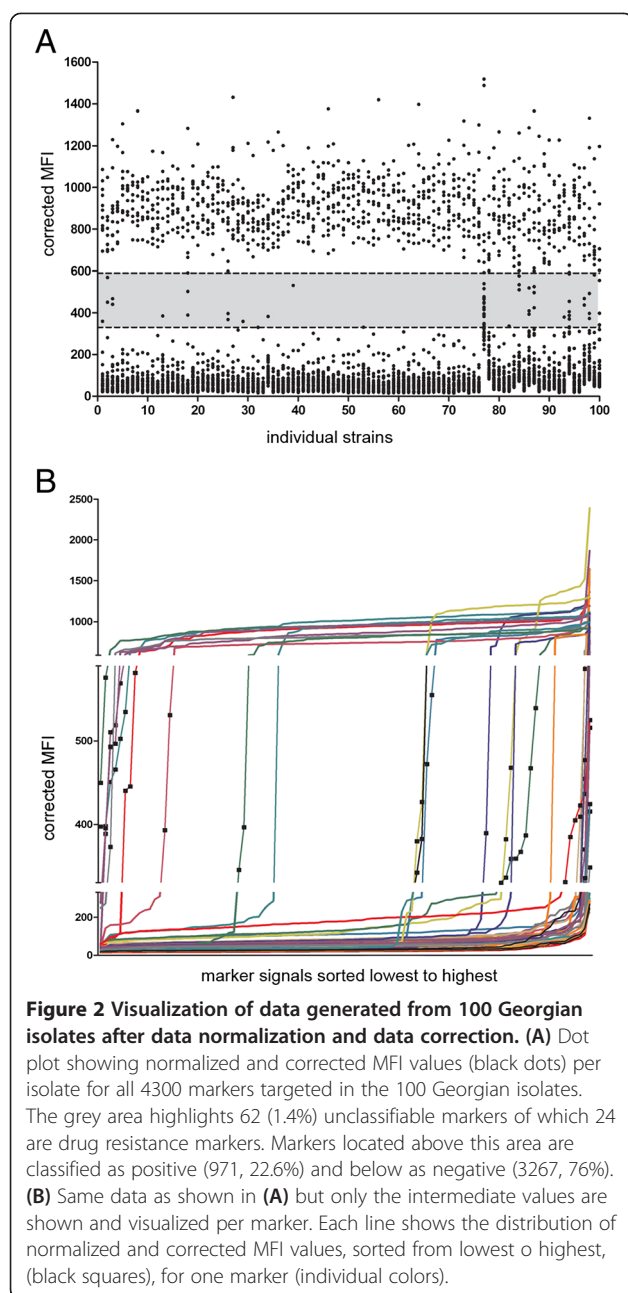 A
1600
1400
1200
1000
800
600
400
200
0
corrected MFI
0 10 20 30 40 50 60 70 80 90 100
individual strains
B
2500
2000
1500
1000
500
400
200
0
corrected MFI
marker signals sorted lowest to highest
Figure 2 Visualization of data generated from 100 Georgian
isolates after data normalization and data correction. (A) Dot
plot showing normalized and corrected MFI values (black dots) per
isolate for all 4300 markers targeted in the 100 Georgian isolates.
The grey area highlights 62 (1.4%) unclassifiable markers of which 24
are drug resistance markers. Markers located above this area are
classified as positive (971, 22.6%) and below as negative (3267, 76%).
(B) Same data as shown in (A) but only the intermediate values are
shown and visualized per marker. Each line shows the distribution of
normalized and corrected MFI values, sorted from lowest o highest,
(black squares), for one marker (individual colors).